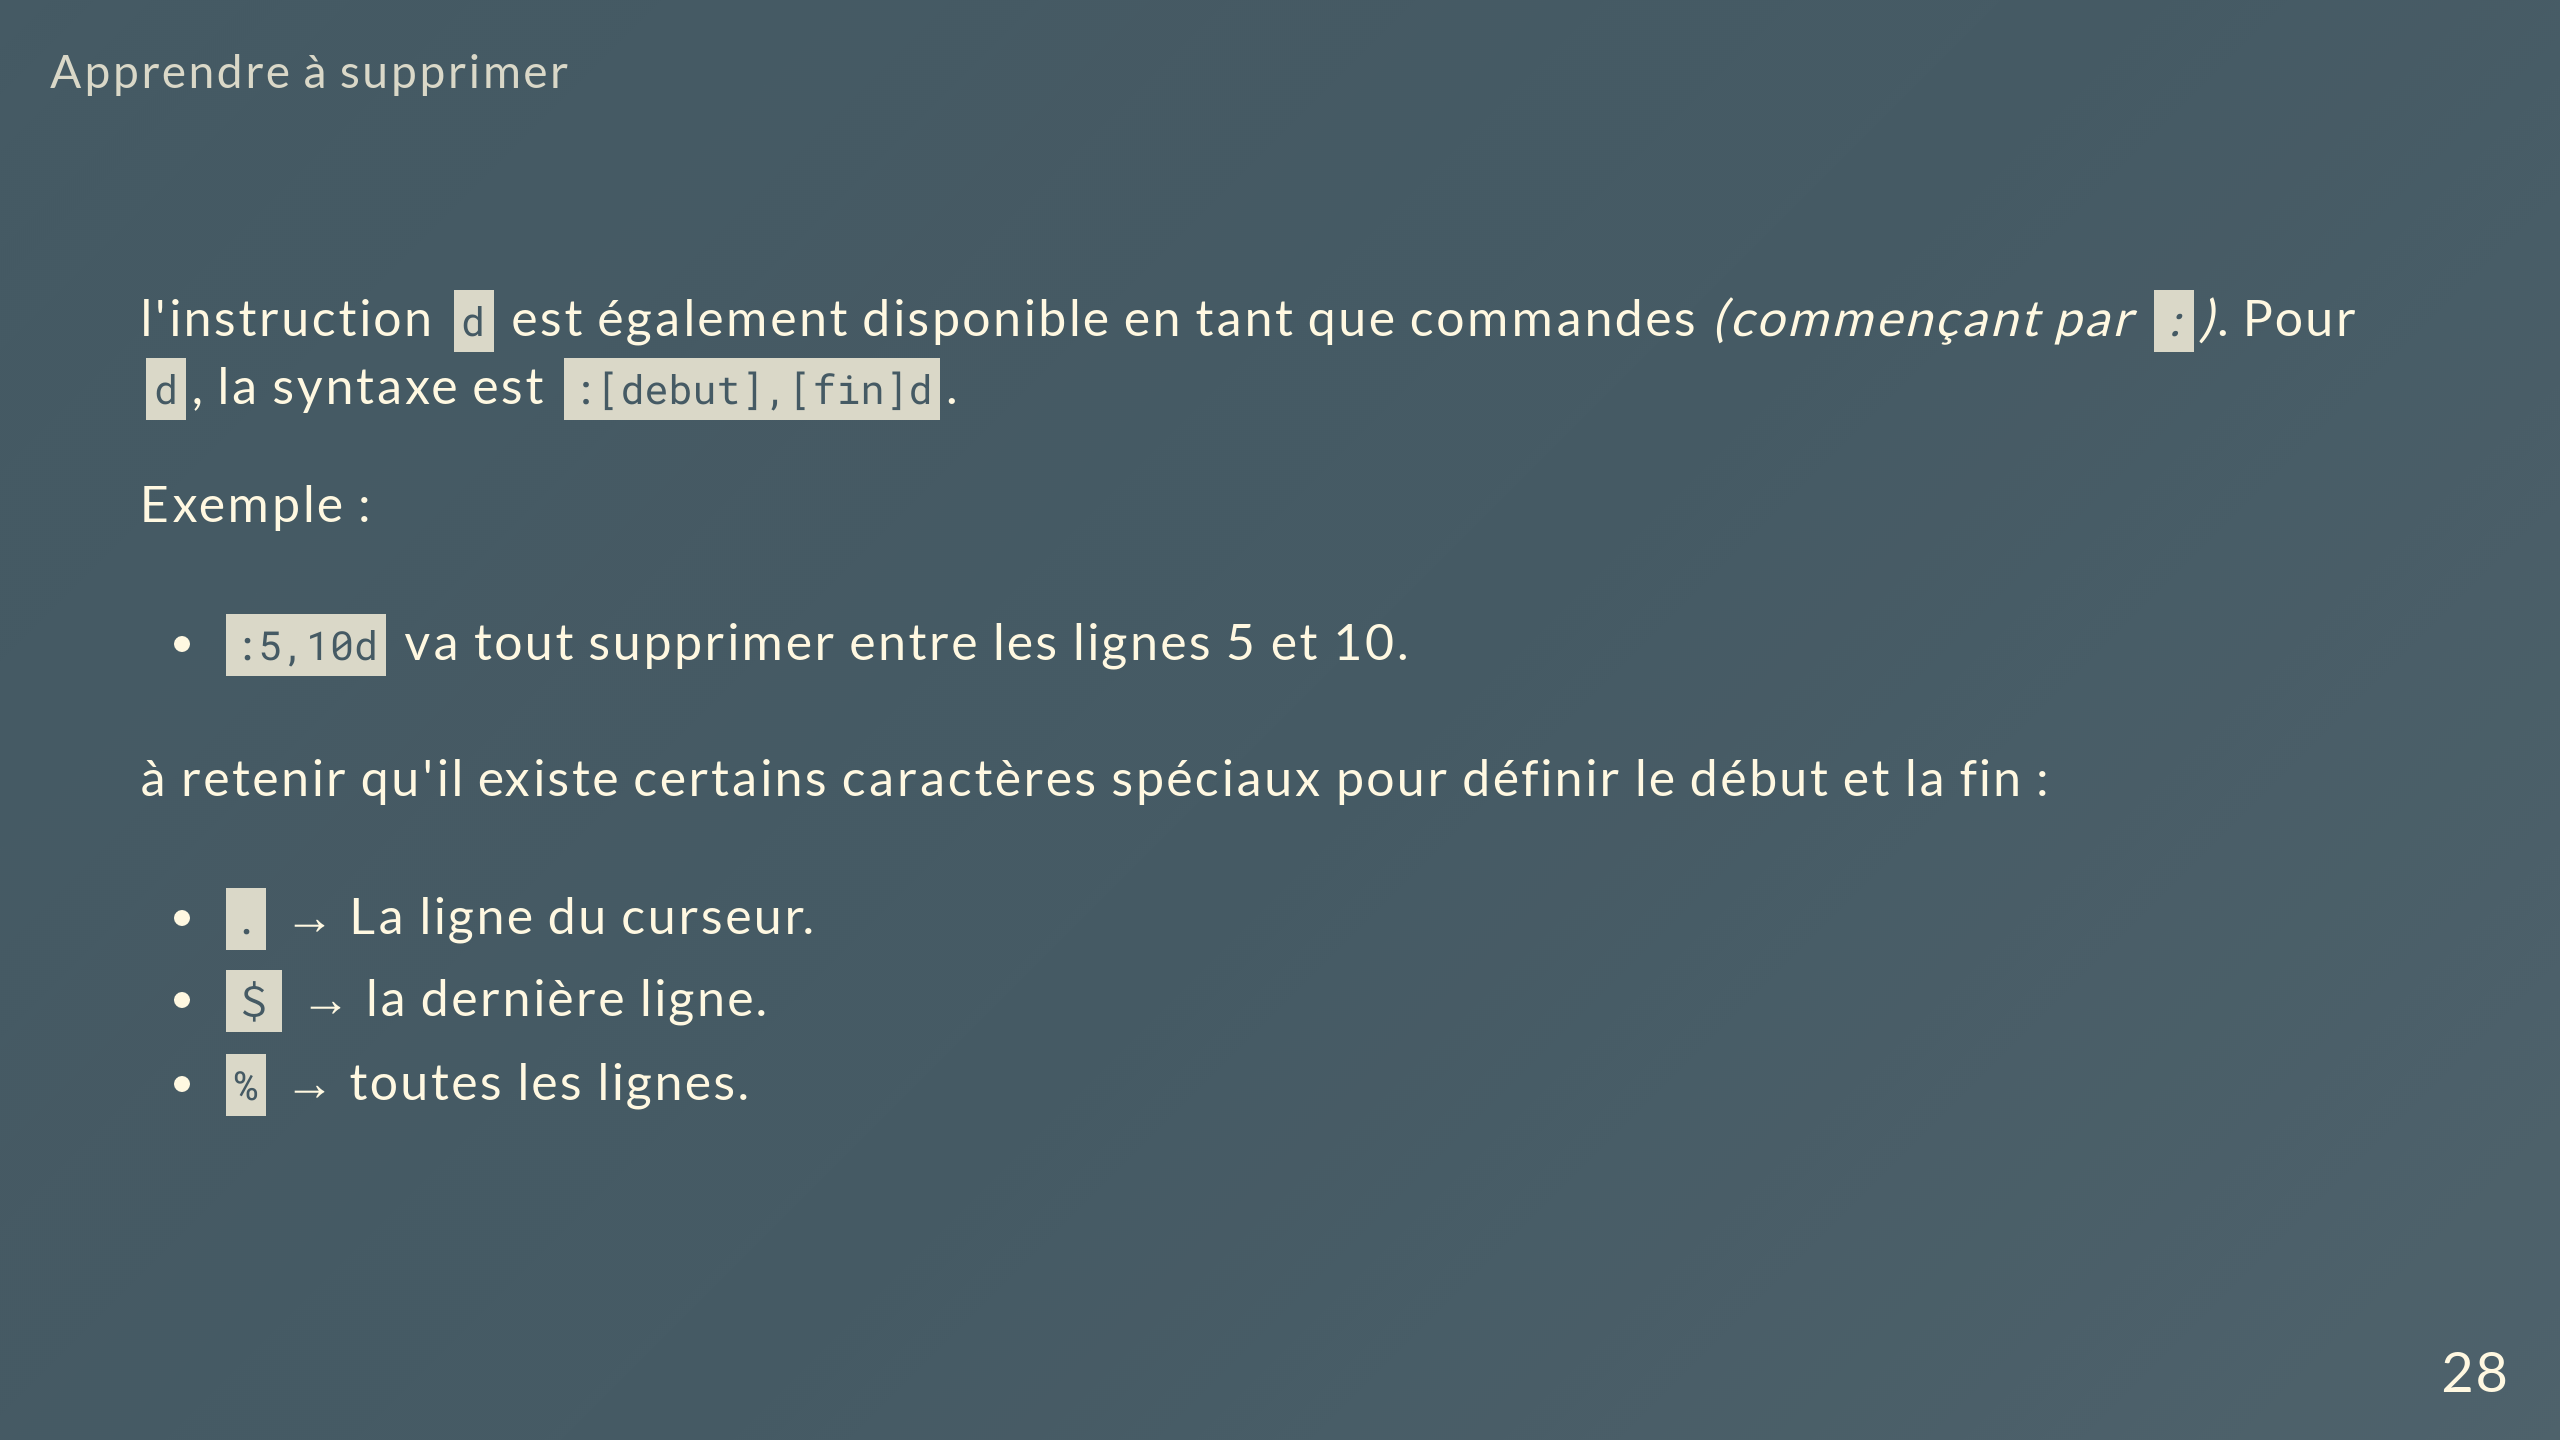 Apprendre à supprimer
l'instruction d est également disponible en tant que commandes (commençant par :). Pour
d, la syntaxe est :[debut],[fin]d.
Exemple :
• :5,10d va tout supprimer entre les lignes 5 et 10.
à retenir qu'il existe certains caractères spéciaux pour définir le début et la fin :
• . → La ligne du curseur.
• $ → la dernière ligne.
• % → toutes les lignes.
28